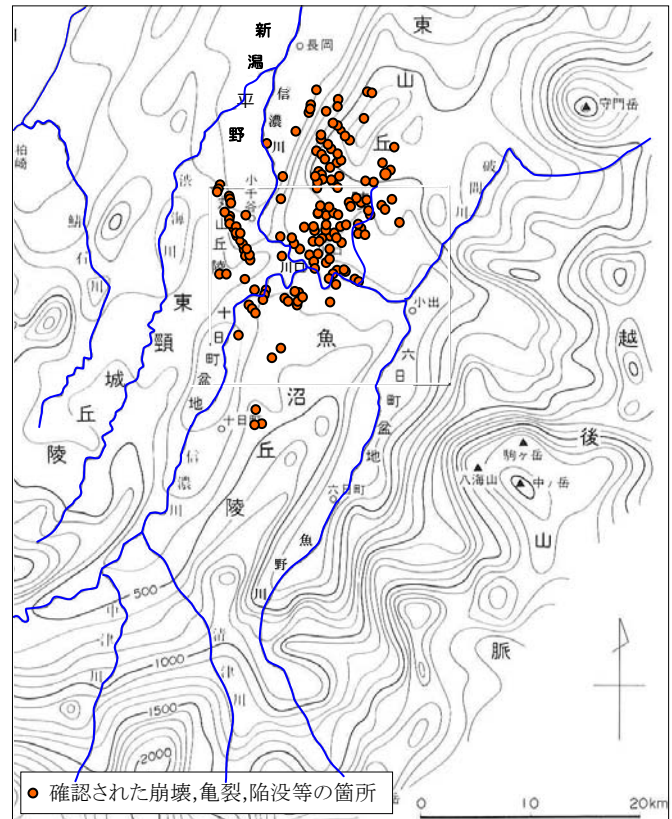 新潟平野
長岡
東山丘
守門岳
信濃川
柏崎
渋海川
鯖石川
小千谷
山丘陵
破間川
川口
小出
東頸城丘陵
十日町盆地
魚沼丘陵
六日町盆地
越後山脈
十日町
信濃川
駒ヶ岳
八海山
中ノ岳
六日町
魚野川
500
中津川
清津川
1000
1500
2000
岳
確認された崩壊,亀裂,陥没等の箇所
0 10 20km